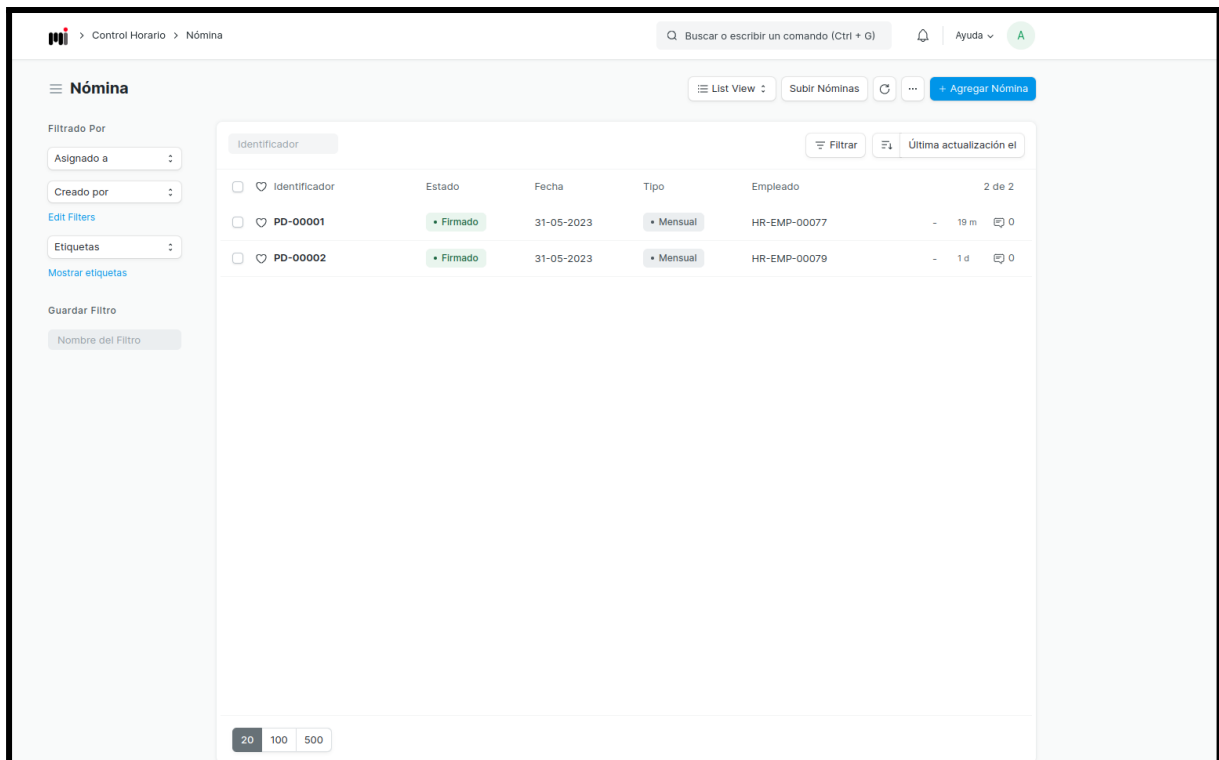 Control Horario > Nómina
Buscar o escribir un comando (Ctrl + G)
Ayuda
A
Nómina
List View
Subir Nóminas
···
+ Agregar Nómina
Filtrado Por
Asignado a
Creado por
Edit Filters
Etiquetas
Mostrar etiquetas
Guardar Filtro
Nombre del Filtro
Identificador
Filtrar
Última actualización el
Identificador Estado Fecha Tipo Empleado 2 de 2
PD-00001 • Firmado 31-05-2023 • Mensual HR-EMP-00077 - 19 m 0
PD-00002 • Firmado 31-05-2023 • Mensual HR-EMP-00079 - 1 d 0
20 100 500